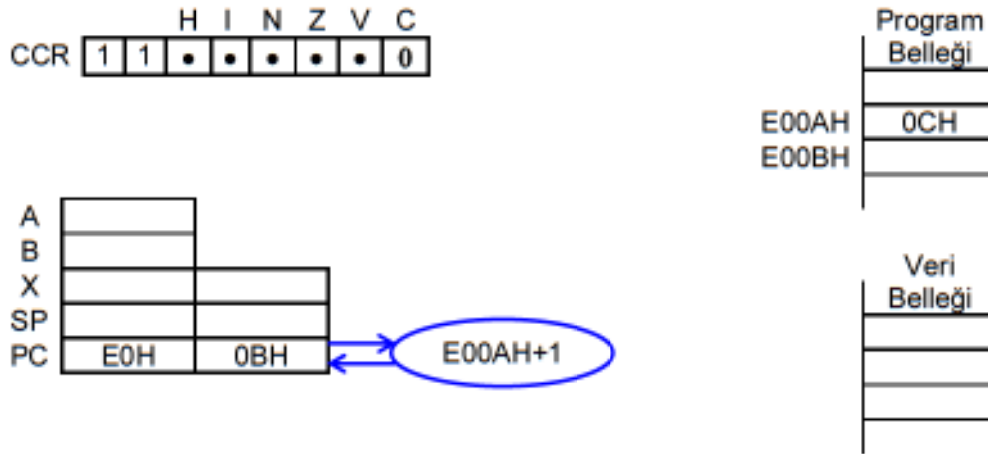 H I N Z V C
CCR 1 1 • • • • • 0
Program
Belleği
E00AH 0CH
E00BH
A
B
X
SP
PC E0H 0BH
E00AH+1
Veri
Belleği